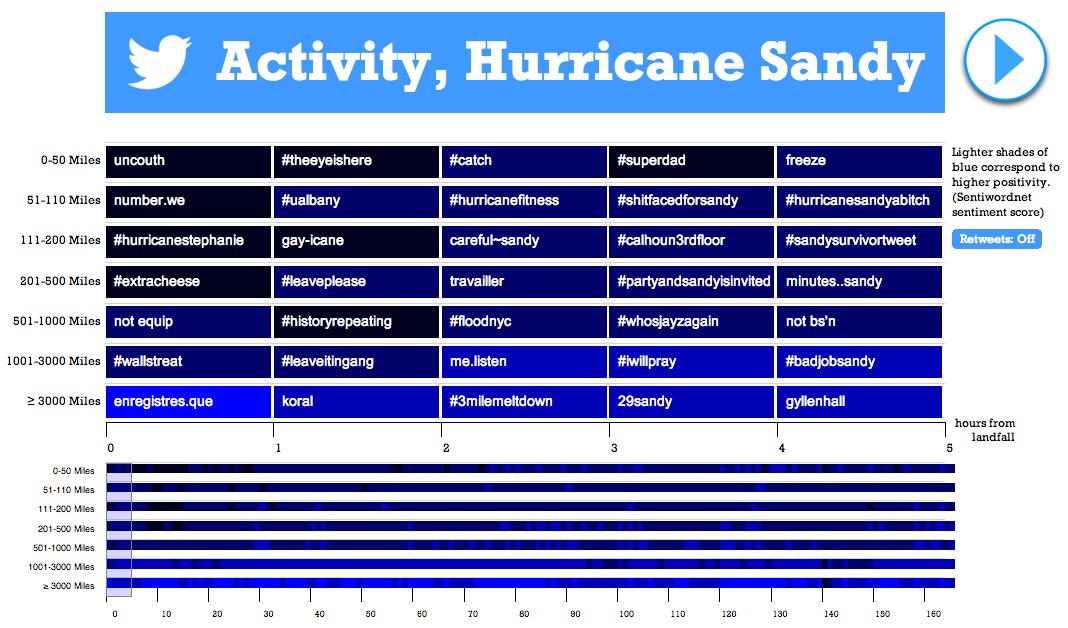 Activity, Hurricane Sandy
Lighter shades of
blue correspond to
higher positivity.
(Sentiwordnet
sentiment score)
Retweets: Off
0-50 Miles uncouth #theeyeishere #catch #superdad freeze
51-110 Miles number.we #ualbany #hurricanefitness #shitfacedforsandy #hurricanesandyabitch
111-200 Miles #hurricanestephanie gay-icane careful~sandy #calhoun3rdfloor #sandysurvivortweet
201-500 Miles #extracheese #leaveplease travailler #partyandsandyisinvited minutes..sandy
501-1000 Miles not equip #historyrepeating #floodnyc #whosjayzagain not bs'n
1001-3000 Miles #wallstreat #leaveitingang me.listen #iwillpray #badjobsandy
≥ 3000 Miles enregistres.que koral #3milemeltdown 29sandy gyllenhall
0 1 2 3 4 5
hours from
landfall
0-50 Miles
51-110 Miles
111-200 Miles
201-500 Miles
501-1000 Miles
1001-3000 Miles
≥ 3000 Miles
0 10 20 30 40 50 60 70 80 90 100 110 120 130 140 150 160